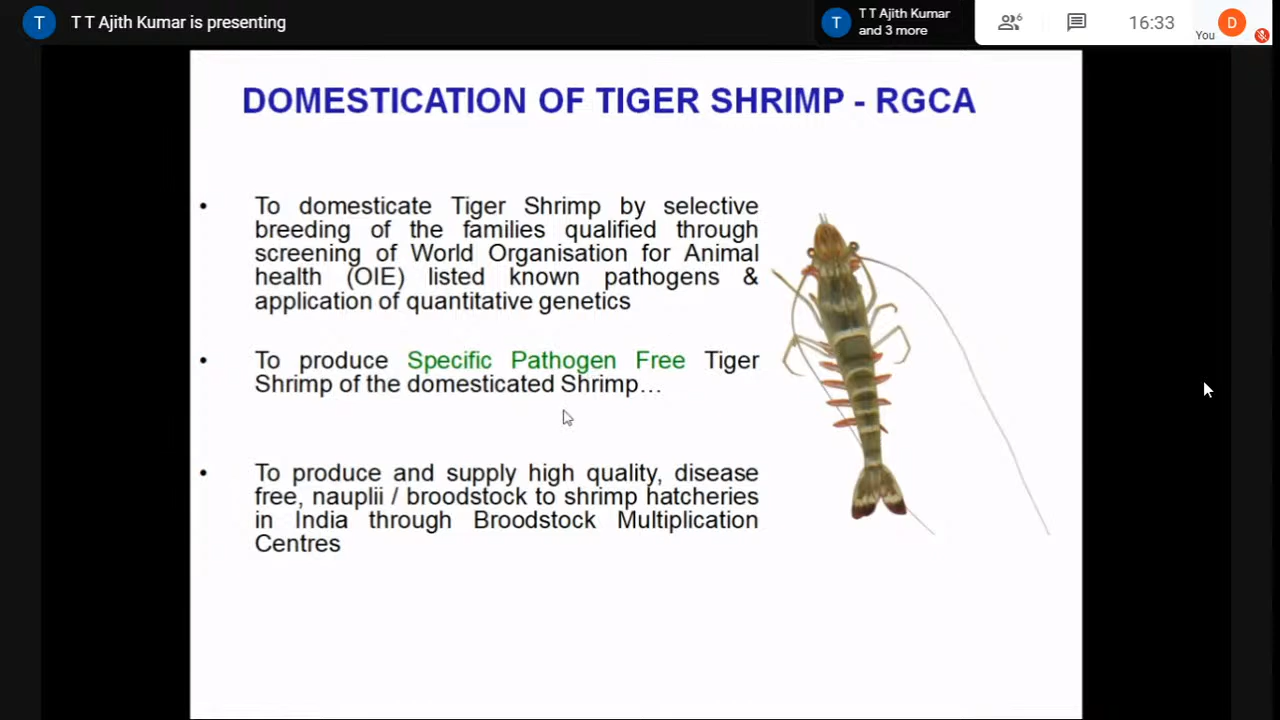 T T T Ajith Kumar is presenting
T T T Ajith Kumar
and 3 more
6
16:33
You
D
DOMESTICATION OF TIGER SHRIMP - RGCA
• To domesticate Tiger Shrimp by selective
breeding of the families qualified through
screening of World Organisation for Animal
health (OIE) listed known pathogens &
application of quantitative genetics
• To produce Specific Pathogen Free Tiger
Shrimp of the domesticated Shrimp…
• To produce and supply high quality, disease
free, nauplii / broodstock to shrimp hatcheries
in India through Broodstock Multiplication
Centres